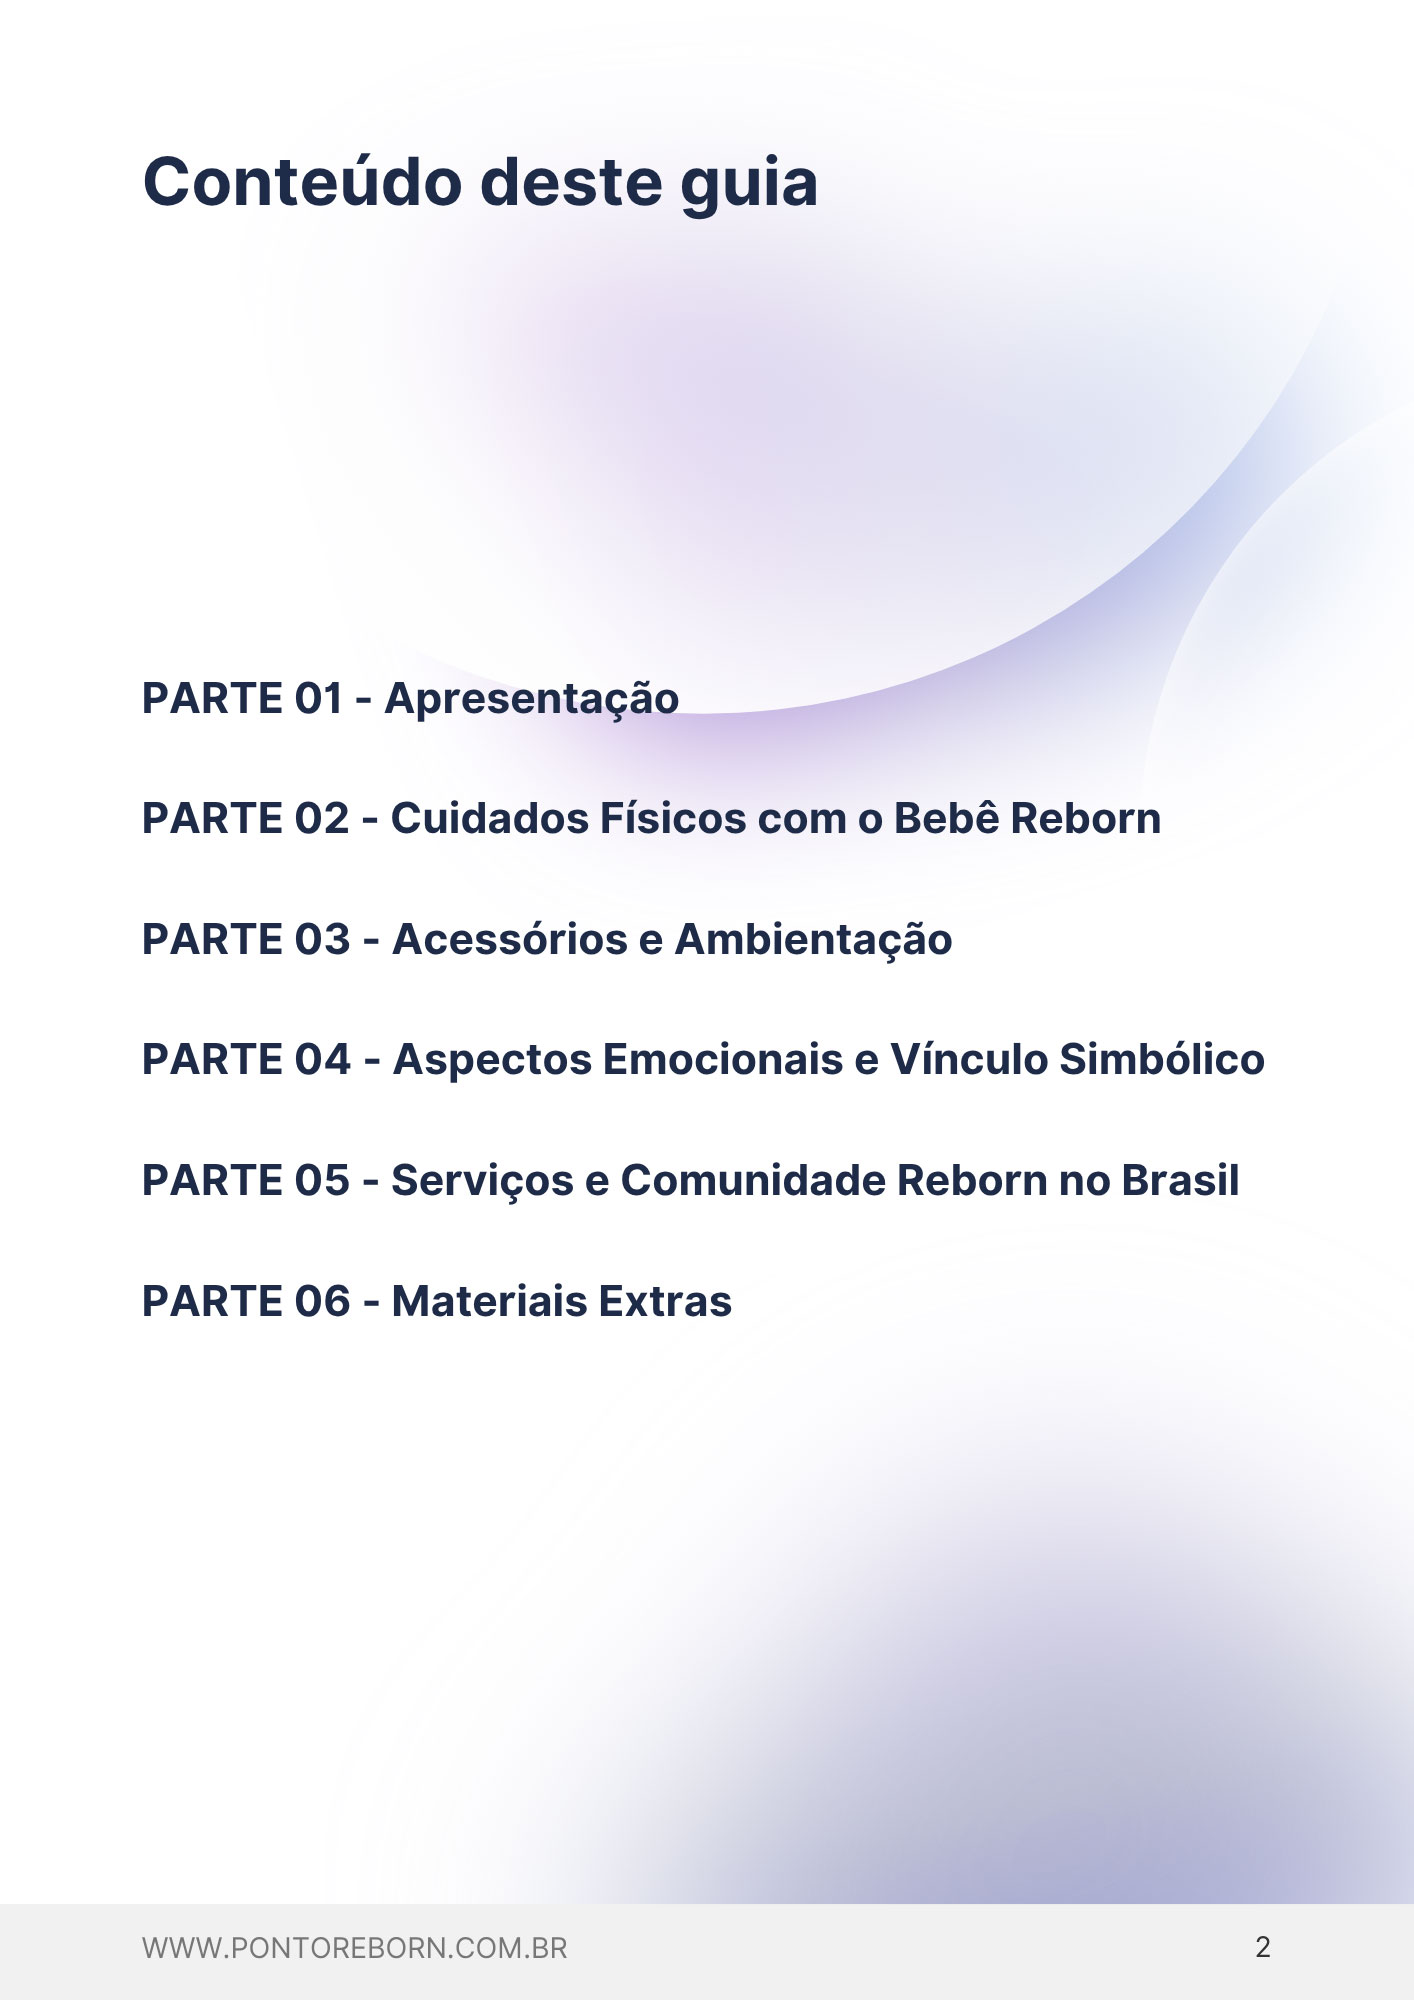 Conteúdo deste guia
PARTE 01 - Apresentação
PARTE 02 - Cuidados Físicos com o Bebê Reborn
PARTE 03 - Acessórios e Ambientação
PARTE 04 - Aspectos Emocionais e Vínculo Simbólico
PARTE 05 - Serviços e Comunidade Reborn no Brasil
PARTE 06 - Materiais Extras
WWW.PONTOREBORN.COM.BR
2